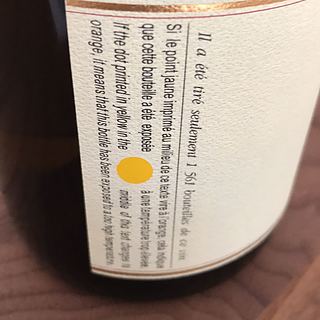 Il a été tiré seulement 1 561 bouteilles de ce vin
Si le point jaune imprimé au milieu de ce texte vire à l'orange, cela indique
que cette bouteille a été exposée à une température trop élevée.
If the dot printed in yellow in the middle of this text changes to
orange, it means that this bottle has been exposed to a too high temperature.